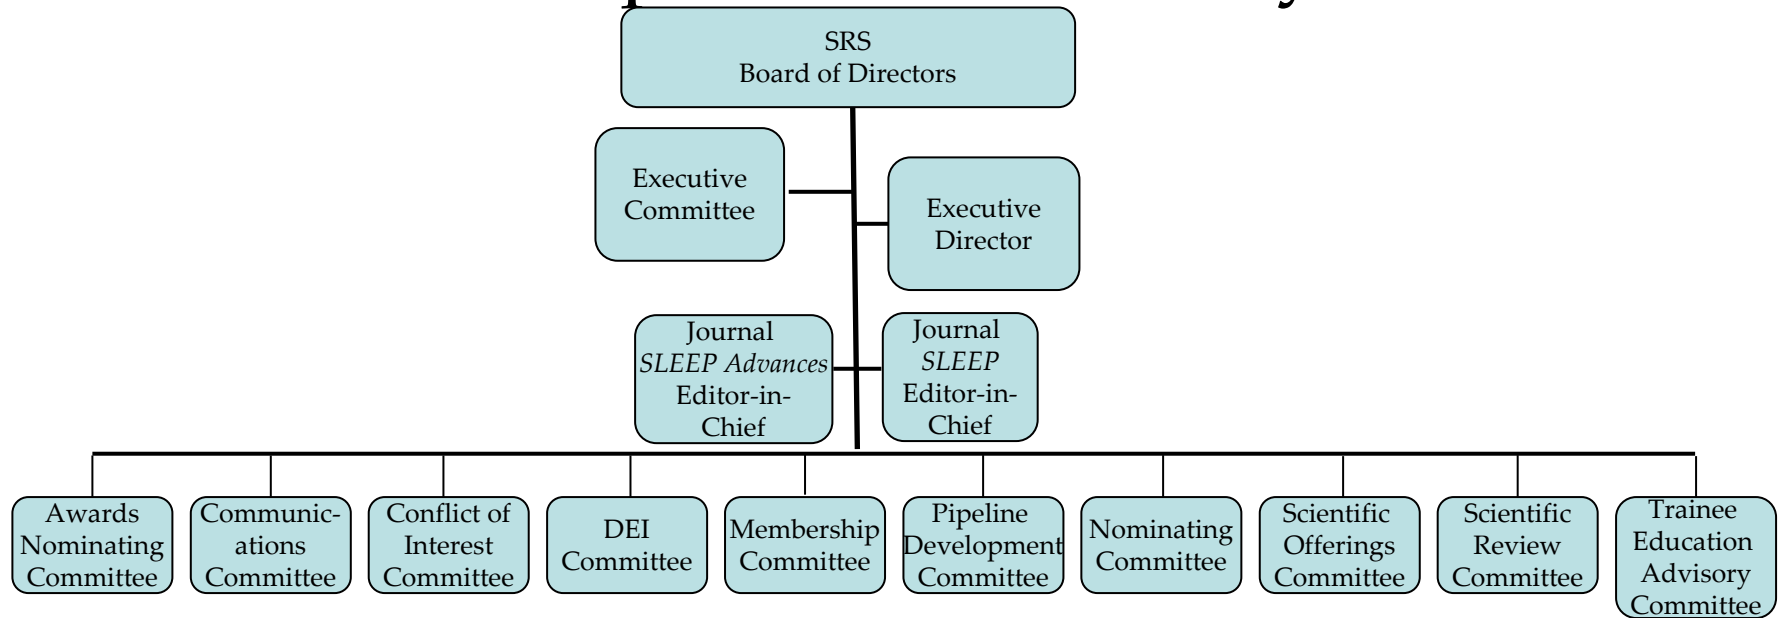 SRS
Board of Directors
Executive
Committee
Executive
Director
Journal
SLEEP Advances
Editor-in-
Chief
Journal
SLEEP
Editor-in-
Chief
Awards
Nominating
Committee
Communic-
ations
Committee
Conflict of
Interest
Committee
DEI
Committee
Membership
Committee
Pipeline
Development
Committee
Nominating
Committee
Scientific
Offerings
Committee
Scientific
Review
Committee
Trainee
Education
Advisory
Committee